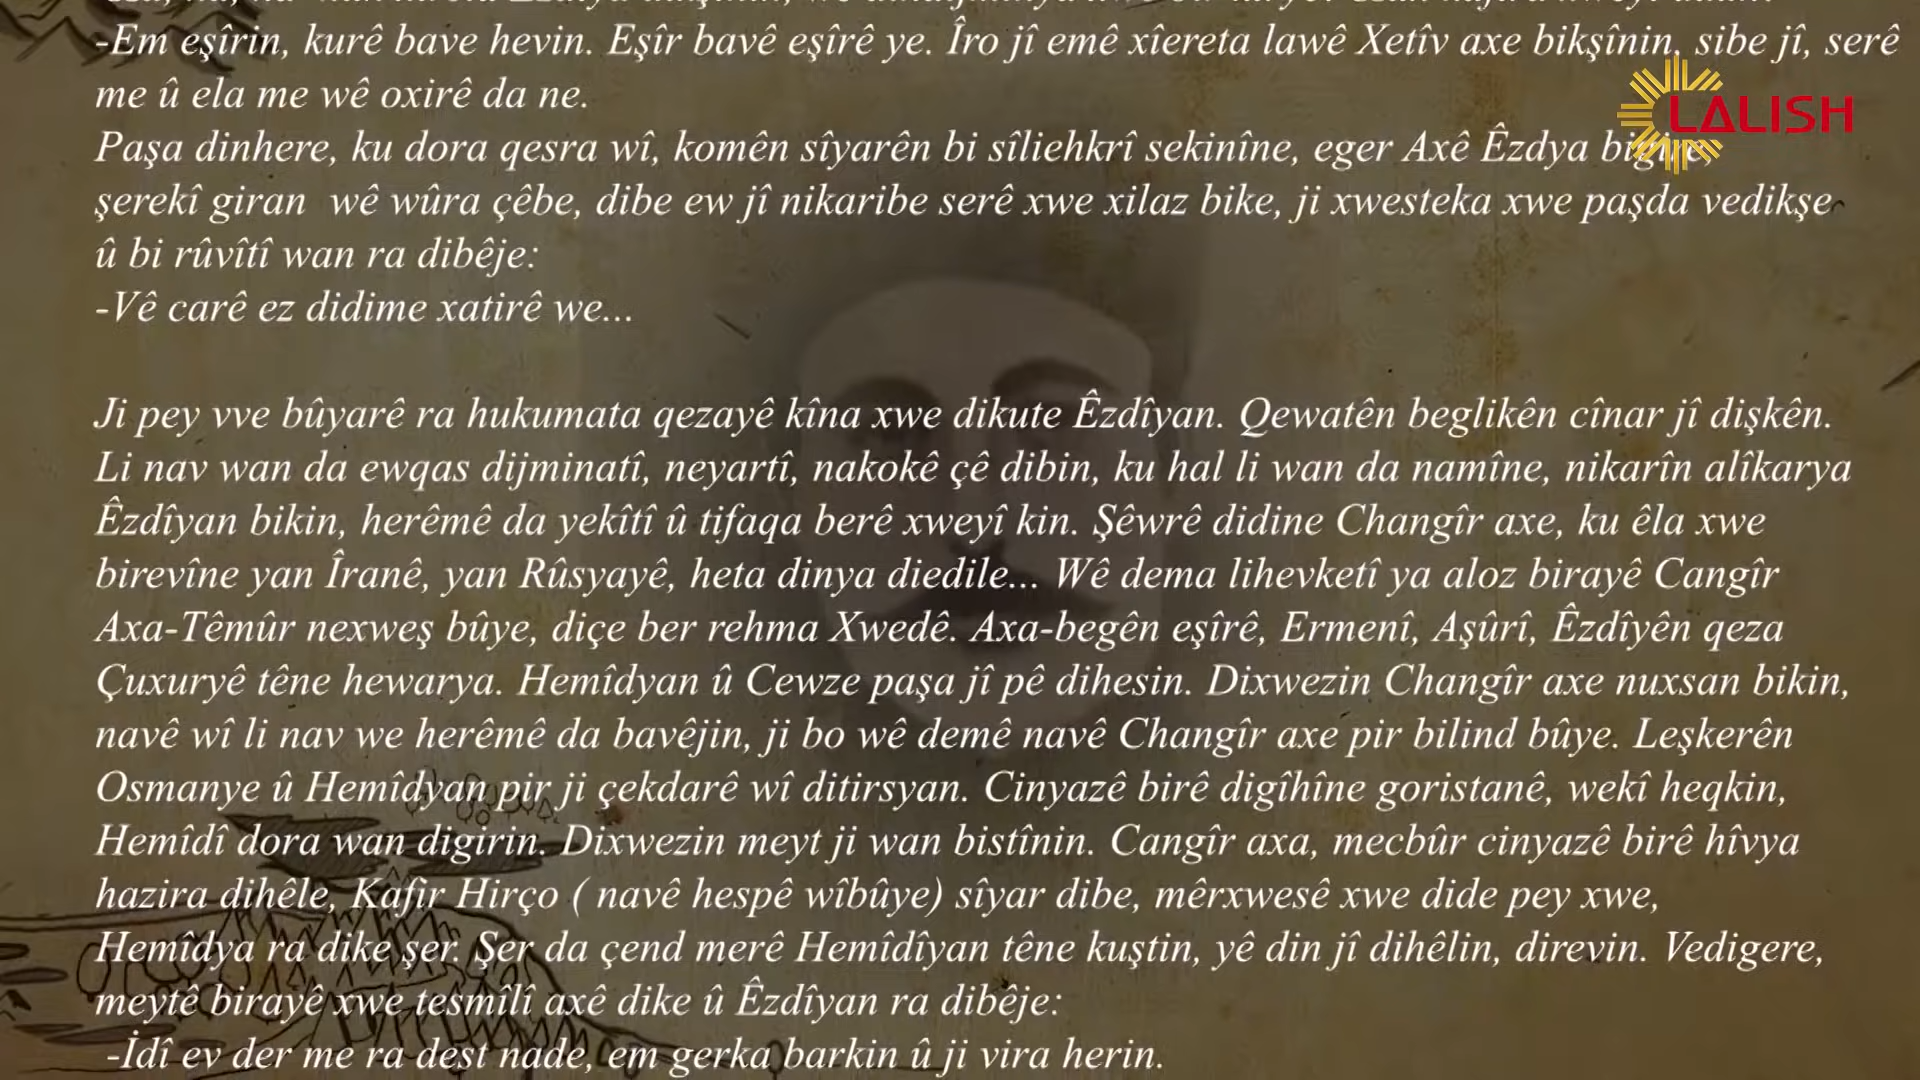 -Em eşîrin, kurê bave hevin. Eşîr bavê eşîrê ye. Îro jî emê xîereta lawê Xetîv axe bikşînin, sibe jî, serê
me û ela me wê oxirê da ne.
LALISH
Paşa dinhere, ku dora qesra wî, komên sîyarên bi sîliehkrî sekinîne, eger Axê Êzdya
şerekî giran wê wûra çêbe, dibe ew jî nikaribe serê xwe xilaz bike, ji xwesteka xwe paşda vedikşe
û bi rûvîtî wan ra dibêje:
-Vê carê ez didime xatirê we...
Ji pey vve bûyarê ra hukumata qezayê kîna xwe dikute Êzdîyan. Qewatên beglikên cînar jî dişkên.
Li nav wan da ewqas dijminatî, neyartî, nakokê çê dibin, ku hal li wan da namîne, nikarîn alîkarya
Êzdîyan bikin, herêmê da yekîtî û tifaqa berê xweyî kin. Şêwrê didine Changîr axe, ku êla xwe
birevîne yan Îranê, yan Rûsyayê, heta dinya diedile... Wê dema lihevketî ya aloz birayê Cangîr
Axa-Têmûr nexweş bûye, diçe ber rehma Xwedê. Axa-begên eşîrê, Ermenî, Aşûrî, Êzdîyên qeza
Çuxuryê têne hewarya. Hemîdyan û Cewze paşa jî pê dihesin. Dixwezin Changîr axe nuxsan bikin,
navê wî li nav we herêmê da bavêjin, ji bo wê demê navê Changîr axe pir bilind bûye. Leşkerên
Osmanye û Hemîdyan pir ji çekdarê wî ditirsyan. Cinyazê birê digîhîne goristanê, wekî heqkin,
Hemîdî dora wan digirin. Dixwezin meyt ji wan bistînin. Cangîr axa, mecbûr cinyazê birê hîvya
hazira dihêle, Kâfir Hirço ( navê hespê wîbûye) sîyar dibe, mêrxwesê xwe dide pey xwe,
Hemîdya ra dike şer. Şer da çend merê Hemîdîyan têne kuştin, yê din jî dihêlin, direvin. Vedigere,
meytê birayê xwe tesmîlî axê dike û Êzdîyan ra dibêje:
-İdî ev der me ra dest nade, em gerka barkin û ji vira herin.